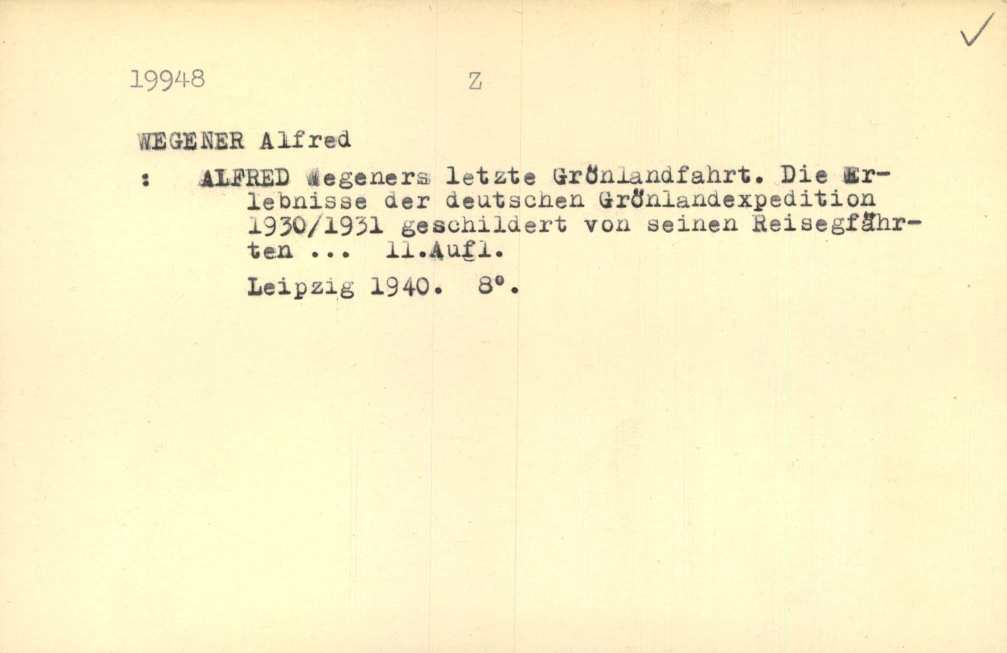 19948 Z
WEGENER Alfred
: ALFRED Wegeners letzte Grönlandfahrt. Die Er-
lebnisse der deutschen Grönlandexpedition
1930/1931 geschildert von seinen Reisegfähr-
ten ... 11.Aufl.
Leipzig 1940. 8°.